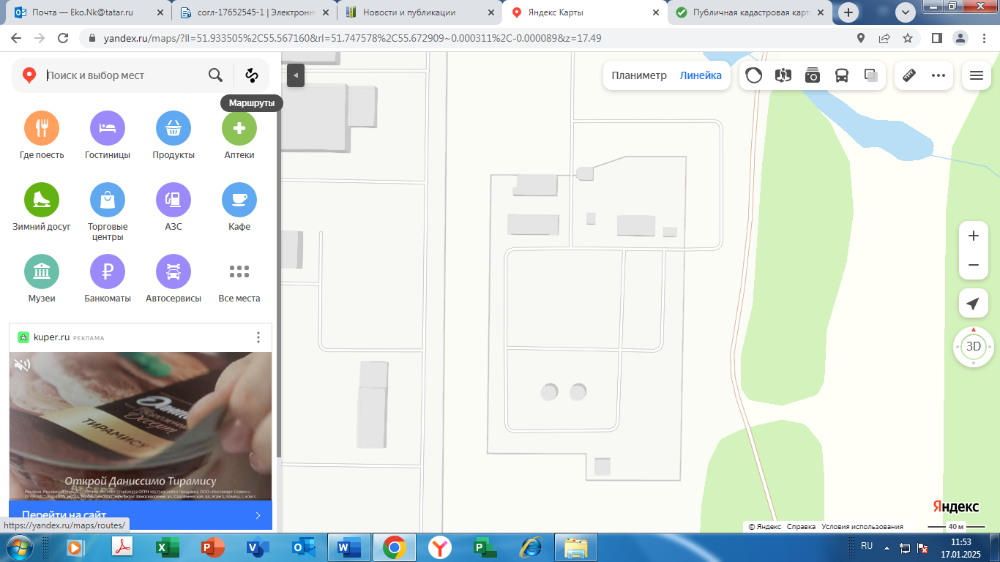 Почта — Eko.Nk@tatar.ru
согл-17652545-1 | Электронн
Новости и публикации
Яндекс Карты
Публичная кадастровая карт
yandex.ru/maps/?ll=51.933505%2C55.567160&rl=51.747578%2C55.672909~0.000311%2C-0.000089&z=17.49
Поиск и выбор мест
Маршруты
Планиметр Линейка
Где поесть
Гостиницы
Продукты
Аптеки
Зимний досуг
Торговые
центры
АЗС
Кафе
Музеи
Банкоматы
Автосервисы
Все места
kuper.ru РЕКЛАМА
ТИРАМИСУ
Открой Даниссимо Тирамису
Перейти на сайт
https://yandex.ru/maps/routes/
3D
Яндекс
© Яндекс Справка Условия использования
40 м
RU
11:53
17.01.2025